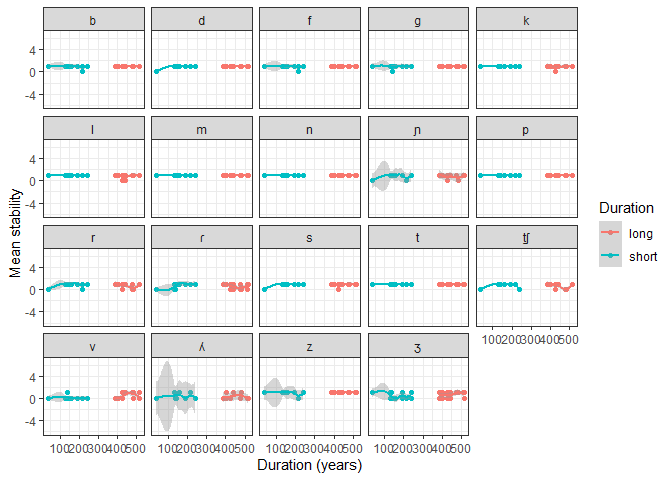 b d f g k
4
0
-4
l m n ɲ p
4
0
-4
r ɾ s t ʧ
4
0
-4
100200300400500
v ʎ z ʒ
4
0
-4
100200300400500 100200300400500 100200300400500 100200300400500
Mean stability
Duration (years)
Duration
long
short